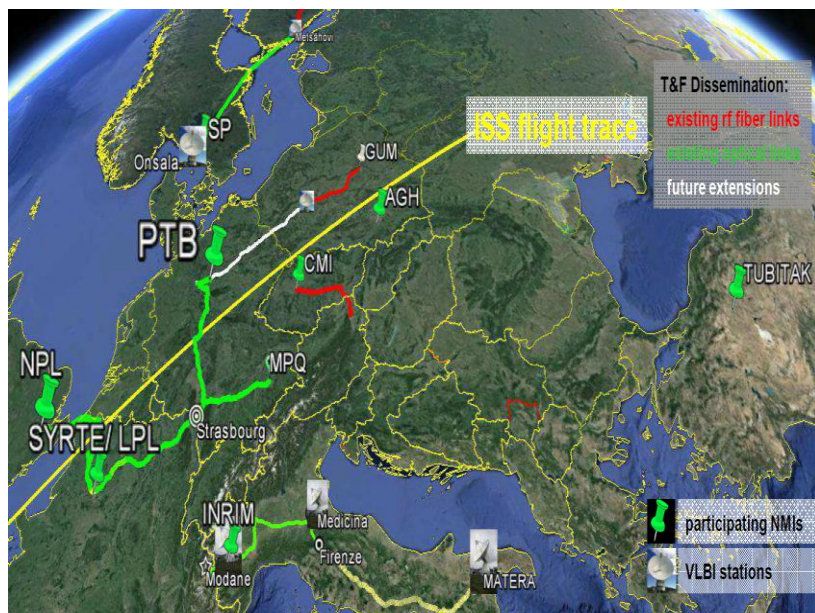 Metsahovi
T&F Dissemination:
existing rf fiber links
existing optical links
future extensions
ISS flight trace
SP
Onsala
GUM
AGH
PTB
CMI
TUBITAK
MPQ
NPL
SYRTE/ LPL
Strasbourg
INRIM
Medicina
Firenze
Modane
MATERA
participating NMIs
VLBI stations